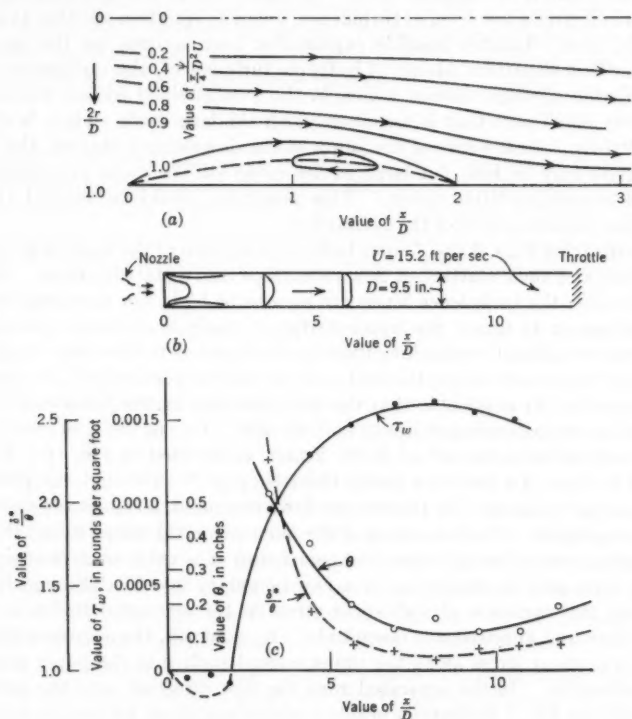 0 0
0.2
0.4
0.6
0.8
0.9
1.0
1.0
2r/D
Value of ψ / (π/4 D²U)
0 1 2 3
(a) Value of x/D
Nozzle
U = 15.2 ft per sec
D = 9.5 in.
Throttle
0 5 10
(b) Value of x/D
2.5 0.0015
2.0 0.0010 0.5
0.4
0.3
1.5 0.0005 0.2
0.1
1.0 0
Value of δ*/θ
Value of τw, in pounds per square foot
Value of θ, in inches
τw
θ
δ*/θ
(c)
5 10
Value of x/D